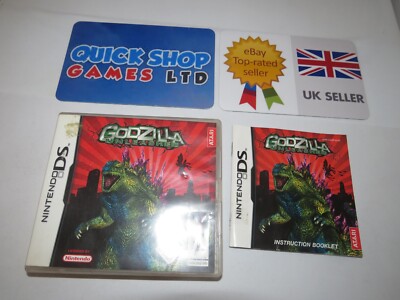 QUICK SHOP
GAMES LTD
eBay
Top-rated
seller
UK SELLER
NINTENDO DS
GODZILLA
UNLEASHED
ATARI
Nintendo
NINTENDO DS
GODZILLA
UNLEASHED
INSTRUCTION BOOKLET
ATARI